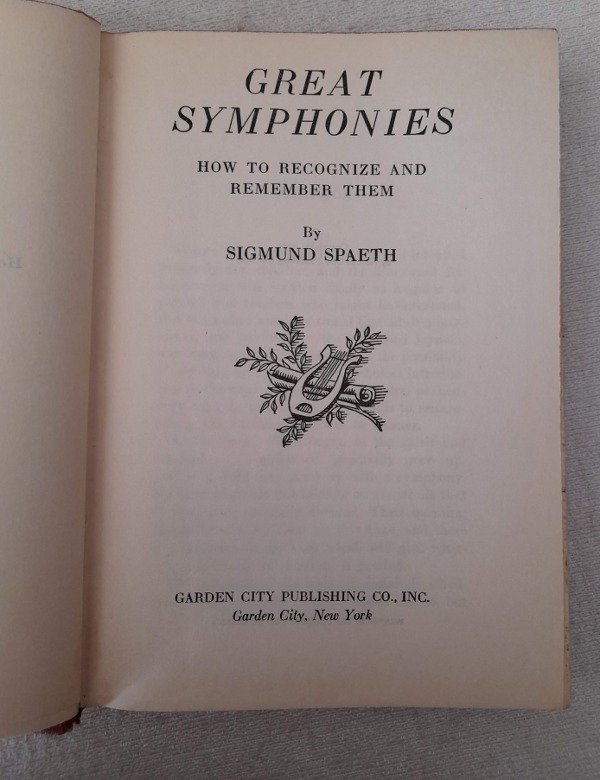 GREAT
SYMPHONIES
HOW TO RECOGNIZE AND
REMEMBER THEM
By
SIGMUND SPAETH
GARDEN CITY PUBLISHING CO., INC.
Garden City, New York